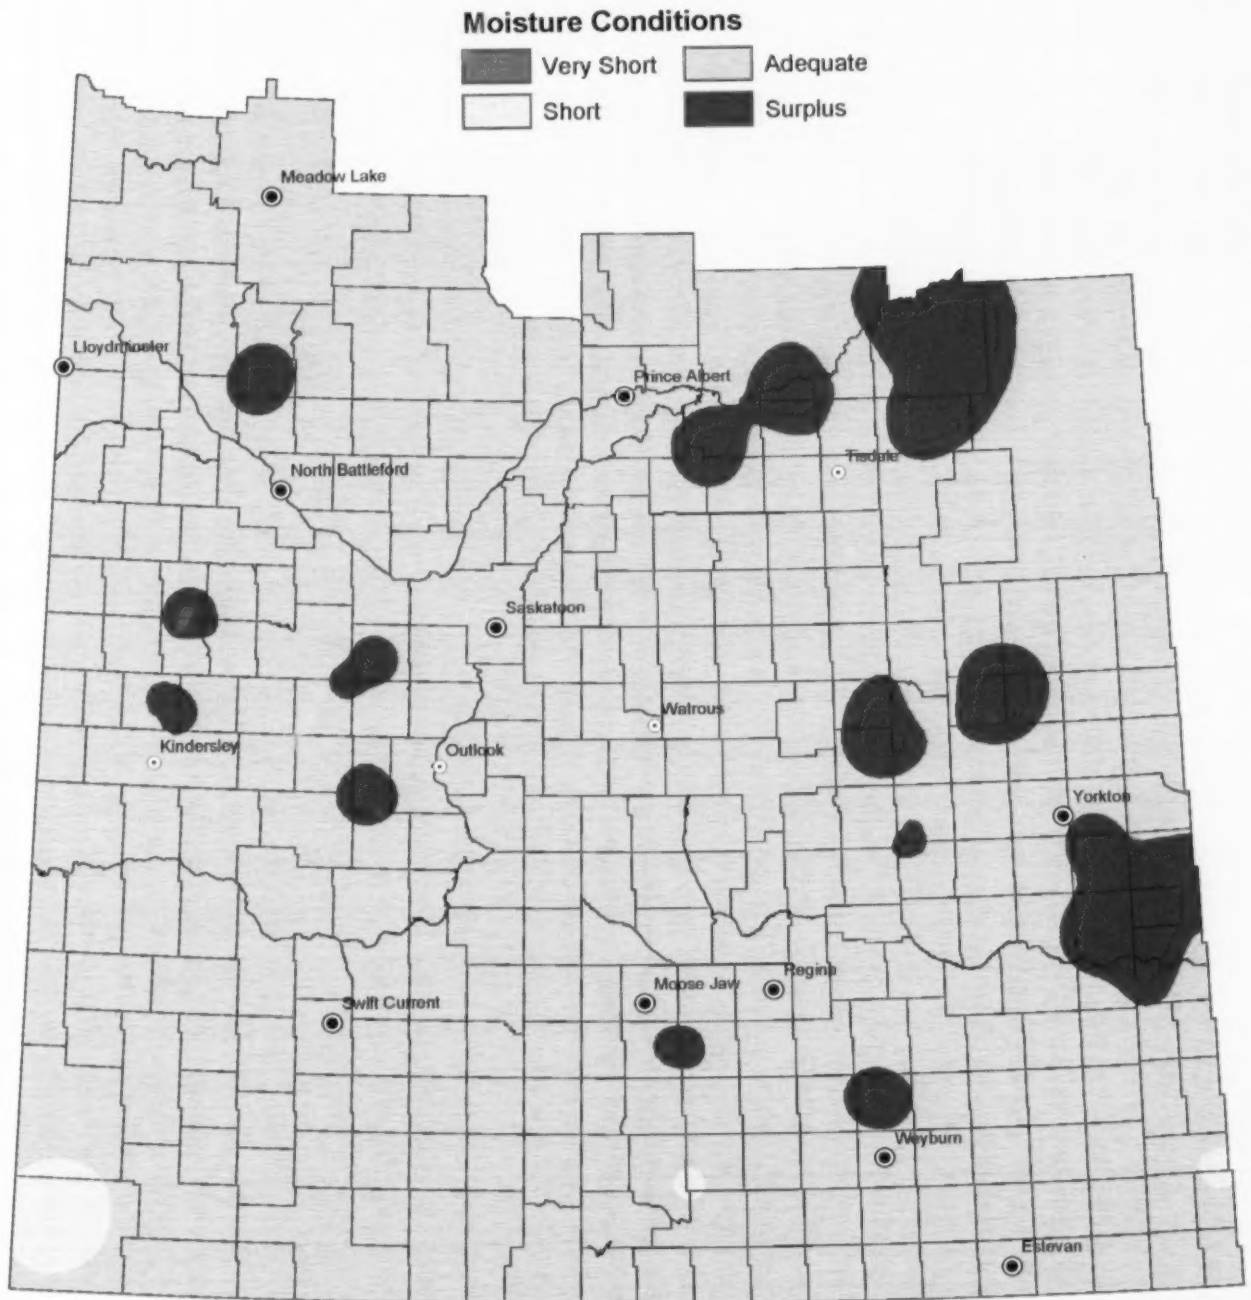 Moisture Conditions
Very Short
Adequate
Short
Surplus
Meadow Lake
Lloydminster
Prince Albert
North Battleford
Tisdale
Saskatoon
Watrous
Kindersley
Outlook
Yorkton
Regina
Moose Jaw
Swift Current
Weyburn
Estevan